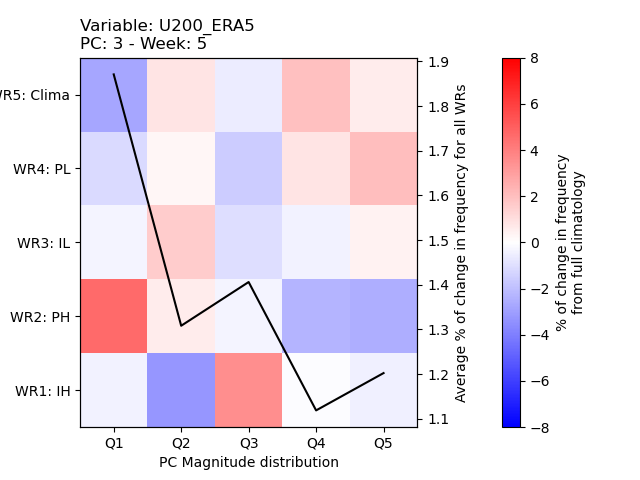 Variable: U200_ERA5
PC: 3 - Week: 5
WR5: Clima
WR4: PL
WR3: IL
WR2: PH
WR1: IH
Q1 Q2 Q3 Q4 Q5
PC Magnitude distribution
1.9
1.8
1.7
1.6
1.5
1.4
1.3
1.2
1.1
Average % of change in frequency for all WRs
8
6
4
2
0
−2
−4
−6
−8
% of change in frequency
from full climatology